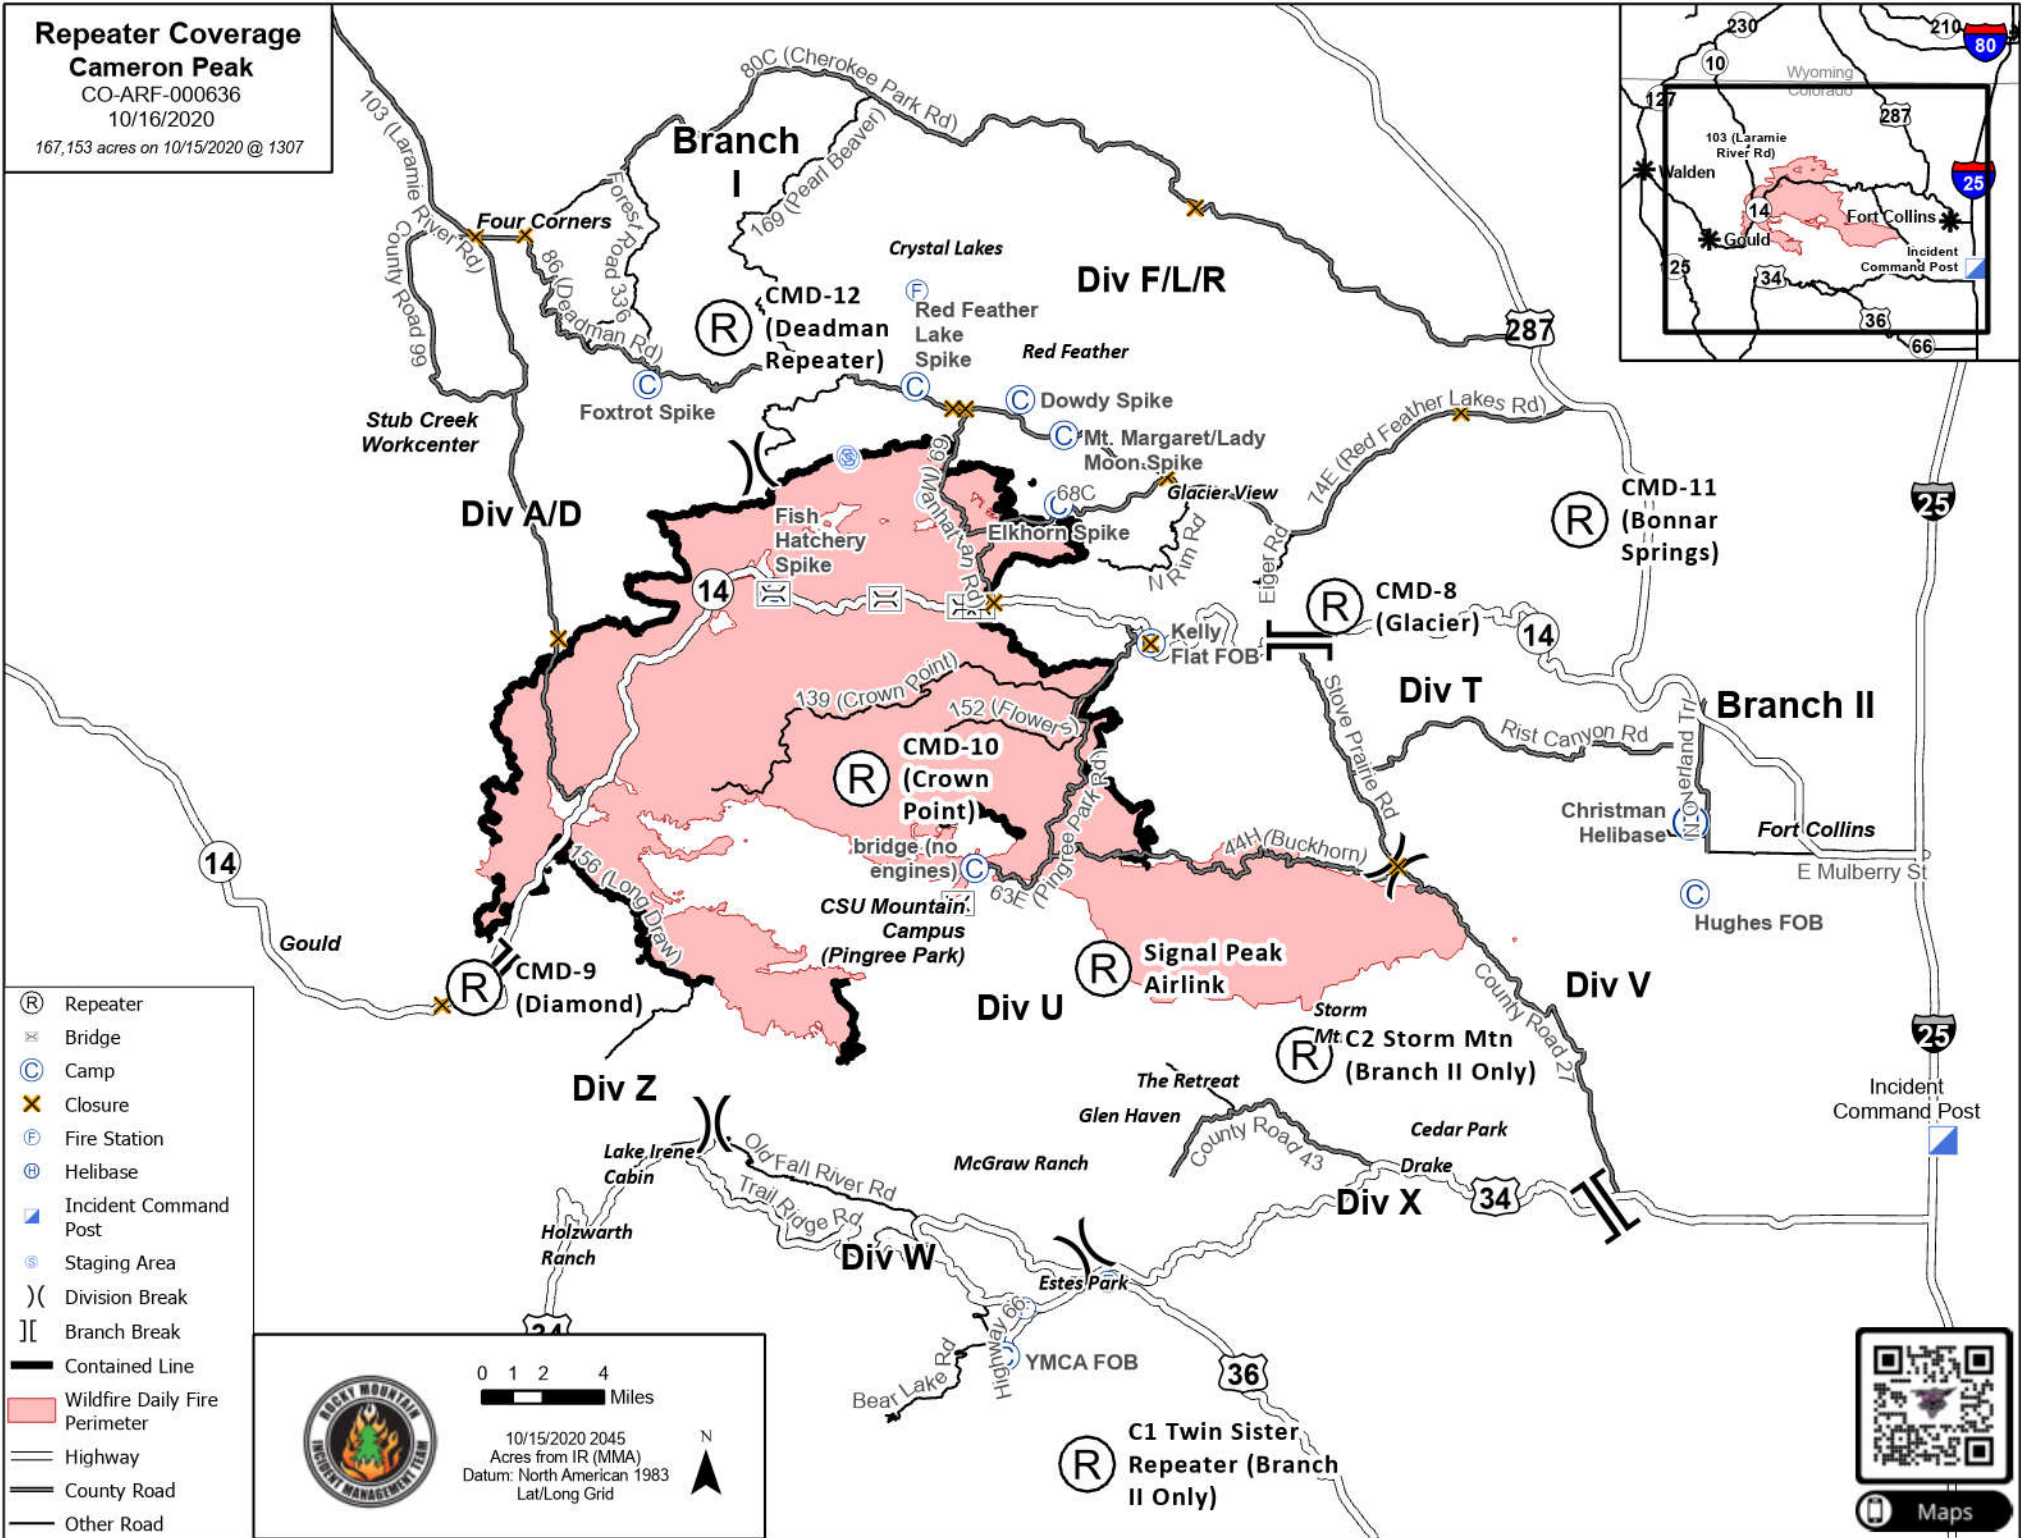 Repeater Coverage
Cameron Peak
CO-ARF-000636
10/16/2020
167,153 acres on 10/15/2020 @ 1307
230
210
80
10
Wyoming
Colorado
127
287
103 (Laramie
River Rd)
Walden
25
14
Fort Collins
Gould
Incident
Command Post
125
34
36
66
80C (Cherokee Park Rd)
103 (Laramie River Rd)
Branch
I
169 (Pearl Beaver)
Forest Road 336
Four Corners
County Road 99
86 (Deadman Rd)
Crystal Lakes
Div F/L/R
CMD-12
(Deadman
Repeater)
F
Red Feather
Lake
Spike
Red Feather
287
R
C
Foxtrot Spike
C
C
Dowdy Spike
Stub Creek
Workcenter
C
Mt. Margaret/Lady
Moon Spike
74E (Red Feather Lakes Rd)
S
69 (Manhattan Rd)
68C
C
Glacier View
Div A/D
Fish
Hatchery
Spike
Elkhorn Spike
N Rim Rd
Eiger Rd
R
CMD-11
(Bonnar
Springs)
25
14
R
CMD-8
(Glacier)
14
Kelly
Flat FOB
139 (Crown Point)
152 (Flowers)
Stove Prairie Rd
Div T
Branch II
Rist Canyon Rd
N Overland Trl
R
CMD-10
(Crown
Point)
63E (Pingree Park Rd)
Christman
Helibase
Fort Collins
14
156 (Long Draw)
bridge (no
engines)
C
44H (Buckhorn)
E Mulberry St
C
Hughes FOB
CSU Mountain
Campus
(Pingree Park)
Gould
R
CMD-9
(Diamond)
R
Signal Peak
Airlink
Div U
Div V
County Road 27
Storm
Mt
R
C2 Storm Mtn
(Branch II Only)
25
Div Z
The Retreat
Glen Haven
County Road 43
Cedar Park
Drake
Incident
Command Post
Lake Irene
Cabin
Old Fall River Rd
Trail Ridge Rd
McGraw Ranch
Div X
34
Holzwarth
Ranch
Div W
Estes Park
34
Highway 66
Bear Lake Rd
YMCA FOB
36
R
C1 Twin Sister
Repeater (Branch
II Only)
R Repeater
Bridge
C Camp
Closure
F Fire Station
H Helibase
Incident Command
Post
S Staging Area
Division Break
Branch Break
Contained Line
Wildfire Daily Fire
Perimeter
Highway
County Road
Other Road
ROCKY MOUNTAIN
INCIDENT MANAGEMENT TEAM
0 1 2 4
Miles
10/15/2020 2045
Acres from IR (MMA)
Datum: North American 1983
Lat/Long Grid
N
Maps